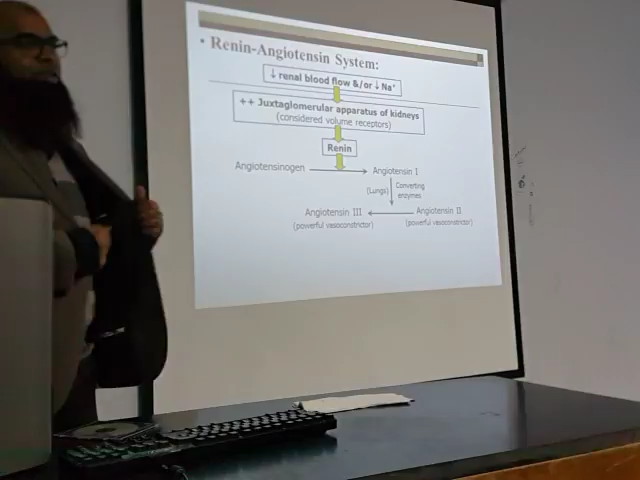 • Renin-Angiotensin System:
↓ renal blood flow &/or ↓ Na⁺
++ Juxtaglomerular apparatus of kidneys
(considered volume receptors)
Renin
Angiotensinogen
Angiotensin I
(Lungs)
Converting
enzymes
Angiotensin III
Angiotensin II
(powerful vasoconstrictor)
(powerful vasoconstrictor)